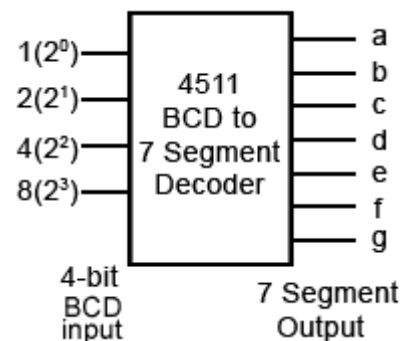 1(2⁰)
2(2¹)
4(2²)
8(2³)
4511
BCD to
7 Segment
Decoder
a
b
c
d
e
f
g
4-bit
BCD
input
7 Segment
Output